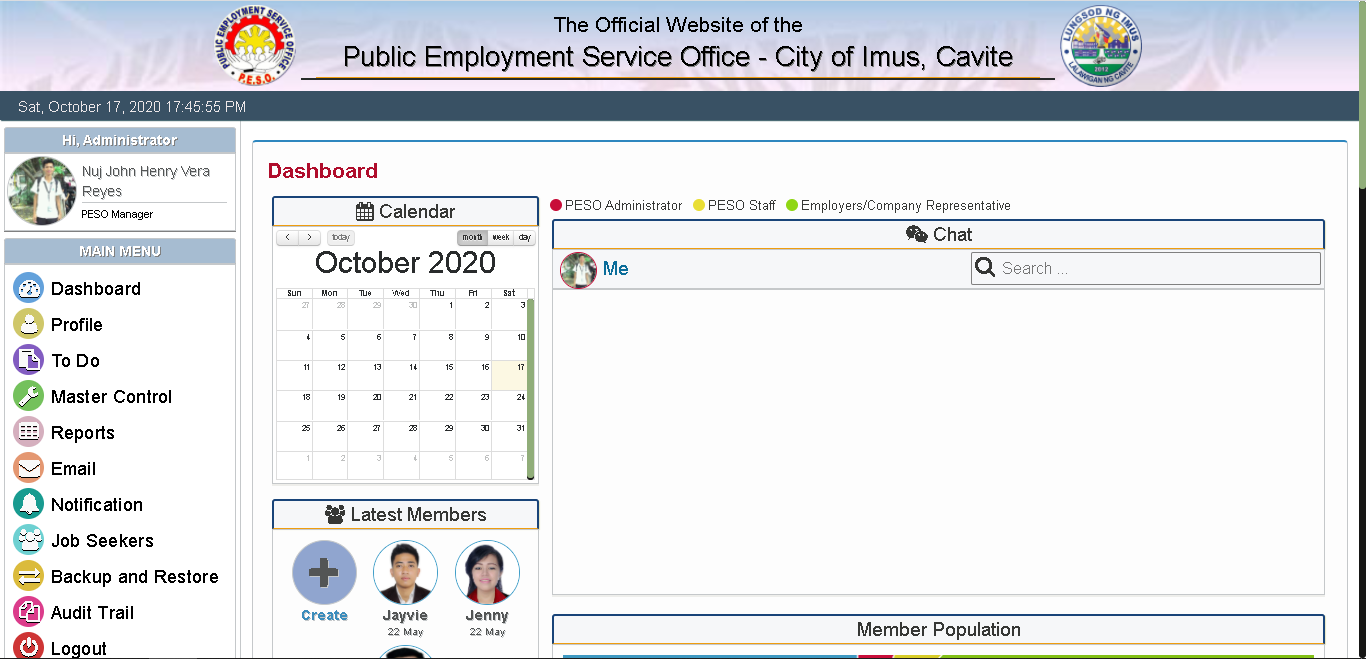 The Official Website of the
Public Employment Service Office - City of Imus, Cavite
PUBLIC EMPLOYMENT SERVICE OFFICE
P.E.S.O.
LUNGSOD NG IMUS
LALAWIGAN NG CAVITE
2012
Sat, October 17, 2020 17:45:55 PM
Hi, Administrator
Nuj John Henry Vera
Reyes
PESO Manager
MAIN MENU
Dashboard
Profile
To Do
Master Control
Reports
Email
Notification
Job Seekers
Backup and Restore
Audit Trail
Logout
Dashboard
Calendar
today month week day
October 2020
Sun Mon Tue Wed Thu Fri Sat
27 28 29 30 1 2 3
4 5 6 7 8 9 10
11 12 13 14 15 16 17
18 19 20 21 22 23 24
25 26 27 28 29 30 31
1 2 3 4 5 6 7
Latest Members
Create Jayvie Jenny
22 May 22 May
PESO Administrator PESO Staff Employers/Company Representative
Chat
Me Search ...
Member Population